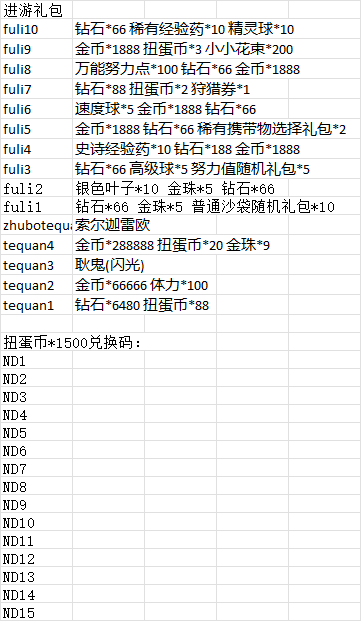 进游礼包
fuli10 钻石*66 稀有经验药*10 精灵球*10
fuli9 金币*1888 扭蛋币*3 小小花束*200
fuli8 万能努力点*100 钻石*66 金币*1888
fuli7 钻石*88 扭蛋币*2 狩猎券*1
fuli6 速度球*5 金币*1888 钻石*66
fuli5 金币*1888 钻石*66 稀有携带物选择礼包*2
fuli4 史诗经验药*10 钻石*188 金币*1888
fuli3 钻石*66 高级球*5 努力值随机礼包*5
fuli2 银色叶子*10 金珠*5 钻石*66
fuli1 钻石*66 金珠*5 普通沙袋随机礼包*10
zhubotequa 索尔迦雷欧
tequan4 金币*288888 扭蛋币*20 金珠*9
tequan3 耿鬼(闪光)
tequan2 金币*66666 体力*100
tequan1 钻石*6480 扭蛋币*88
扭蛋币*1500兑换码：
ND1
ND2
ND3
ND4
ND5
ND6
ND7
ND8
ND9
ND10
ND11
ND12
ND13
ND14
ND15